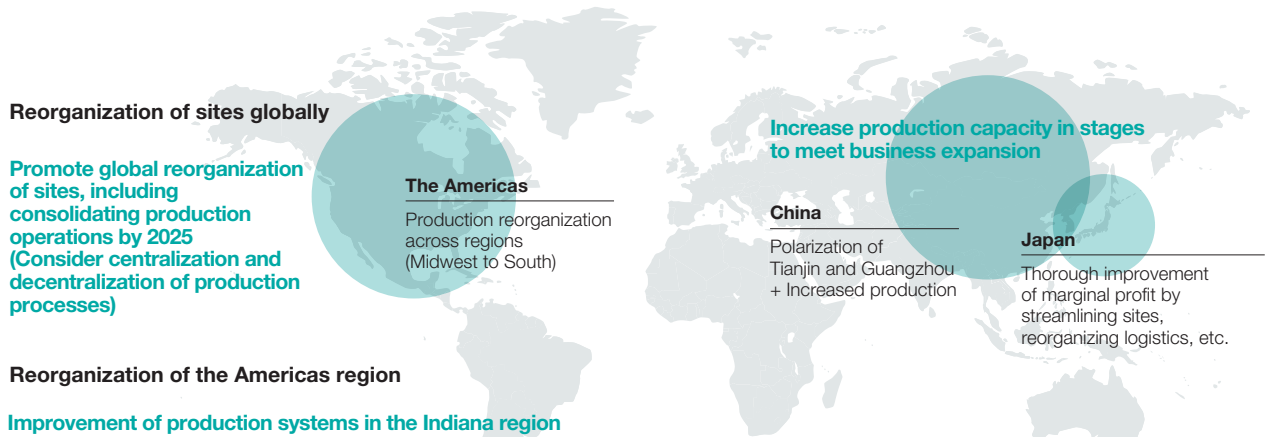 Reorganization of sites globally
Promote global reorganization
of sites, including
consolidating production
operations by 2025
(Consider centralization and
decentralization of production
processes)
The Americas
Production reorganization
across regions
(Midwest to South)
Reorganization of the Americas region
Improvement of production systems in the Indiana region
Increase production capacity in stages
to meet business expansion
China
Polarization of
Tianjin and Guangzhou
+ Increased production
Japan
Thorough improvement
of marginal profit by
streamlining sites,
reorganizing logistics, etc.